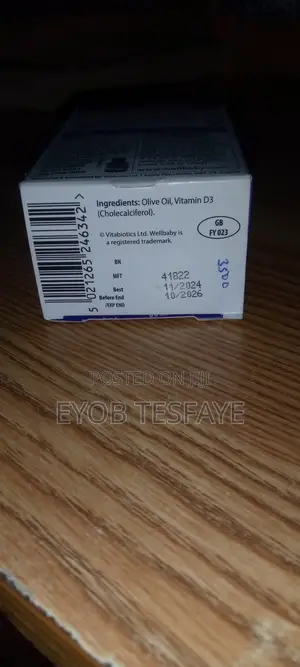 Ingredients: Olive Oil, Vitamin D3
(Cholecalciferol).
© Vitabiotics Ltd. Wellbaby is
a registered trademark.
GB
FY 023
5 021265 246342 >
BN
41822
MFT
11/2024
Best
Before End
10/2026
(EXP END)
3500
POSTED ON JIJI
EYOB TESFAYE